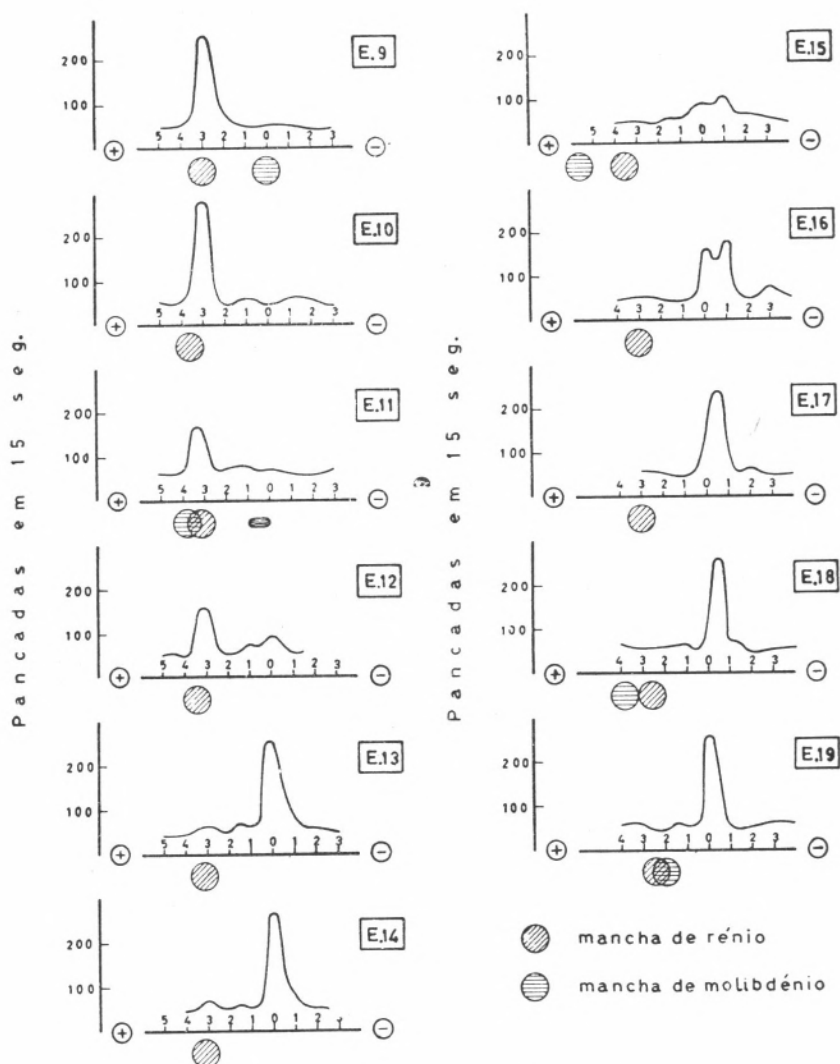 Pancadas em 15 seg.
E.9
200
100
5 4 3 2 1 0 1 2 3
+ −
E.10
200
100
5 4 3 2 1 0 1 2 3
+ −
E.11
200
100
5 4 3 2 1 0 1 2 3
+ −
E.12
200
100
5 4 3 2 1 0 1 2 3
+ −
E.13
200
100
5 4 3 2 1 0 1 2 3
+ −
E.14
200
100
5 4 3 2 1 0 1 2 3
+ −
Pancadas em 15 seg.
E.15
200
100
5 4 3 2 1 0 1 2 3
+ −
E.16
200
100
4 3 2 1 0 1 2 3
+ −
E.17
200
100
4 3 2 1 0 1 2 3
+ −
E.18
200
100
4 3 2 1 0 1 2 3
+ −
E.19
200
100
4 3 2 1 0 1 2 3
+ −
mancha de rénio
mancha de molibdénio